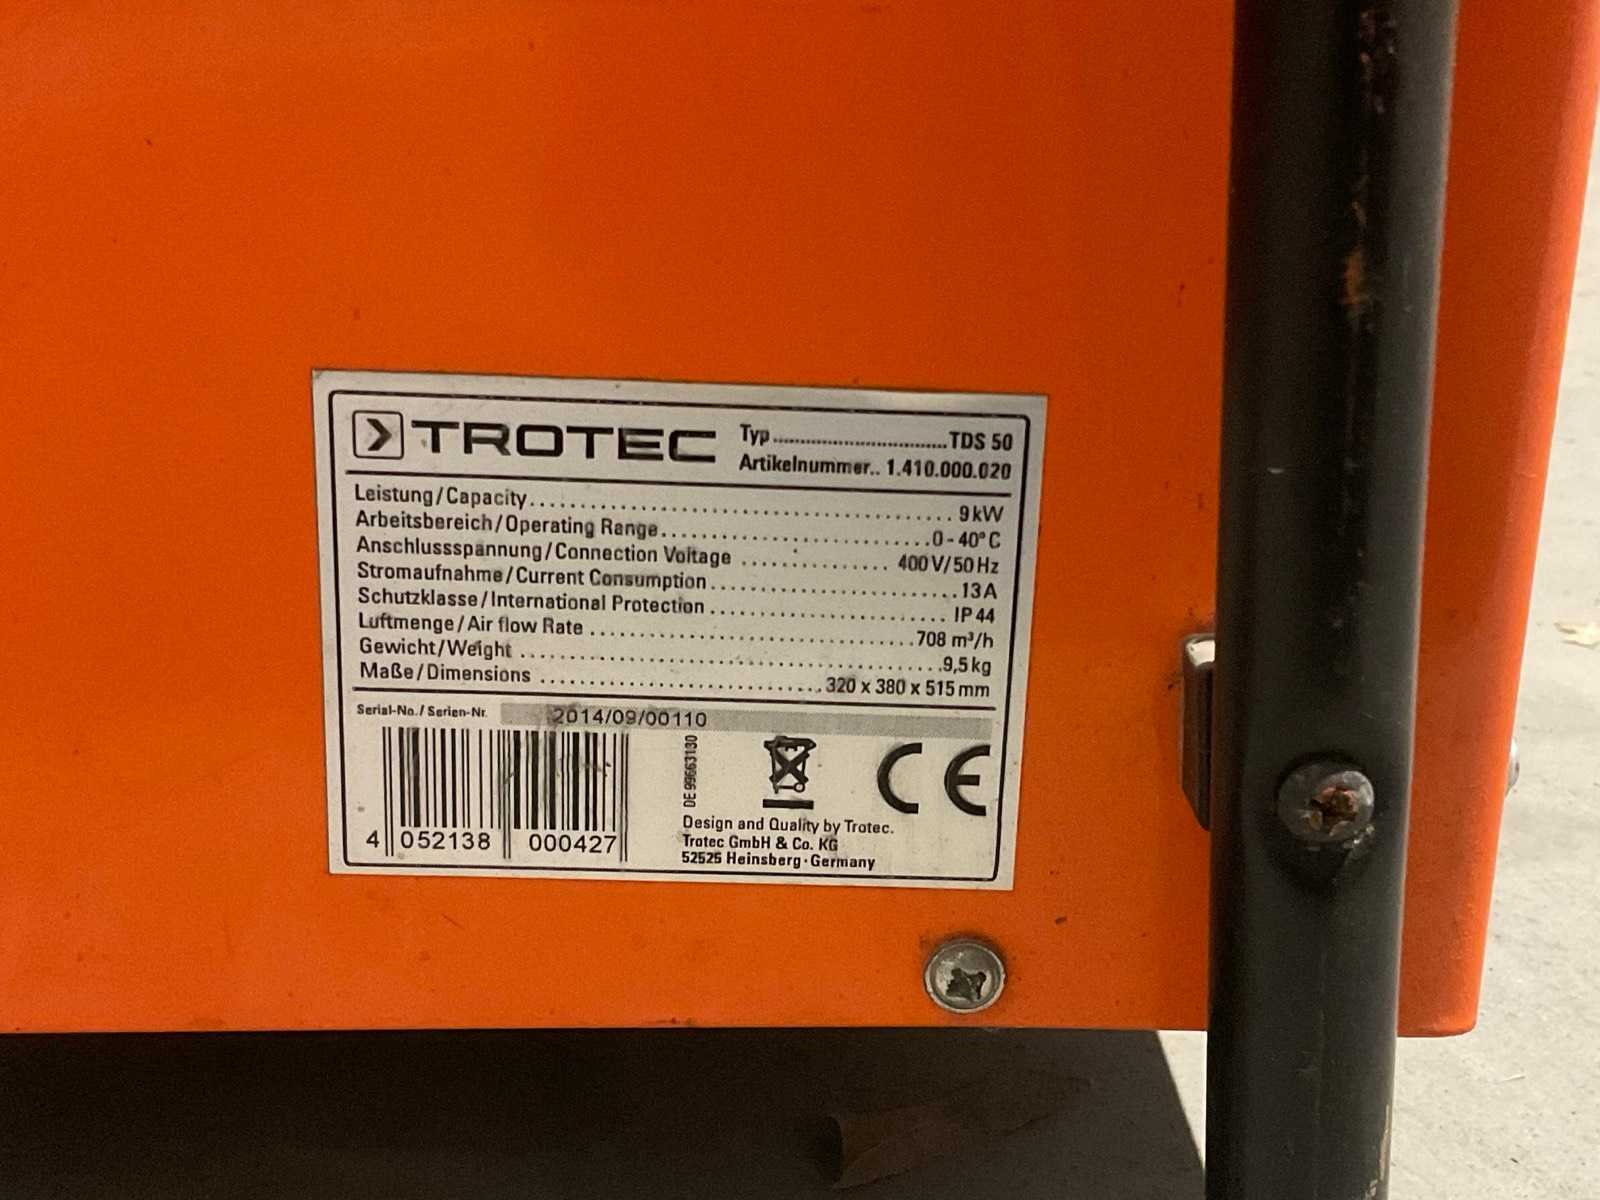 TROTEC
Typ................................TDS 50
Artikelnummer.. 1.410.000.020
Leistung/Capacity........................................9kW
Arbeitsbereich/Operating Range.........................0-40°C
Anschlussspannung/Connection Voltage ............... 400V/50Hz
Stromaufnahme/Current Consumption.......................13A
Schutzklasse/International Protection...................... IP44
Luftmenge/Air flow Rate ..............................708 m³/h
Gewicht/Weight .......................................9,5kg
Maße/Dimensions ..........................320 x 380 x 515mm
Serial-No./ Serien-Nr. 2014/09/00110
DE 99663130
CE
4 052138 000427
Design and Quality by Trotec.
Trotec GmbH & Co. KG
52525 Heinsberg·Germany